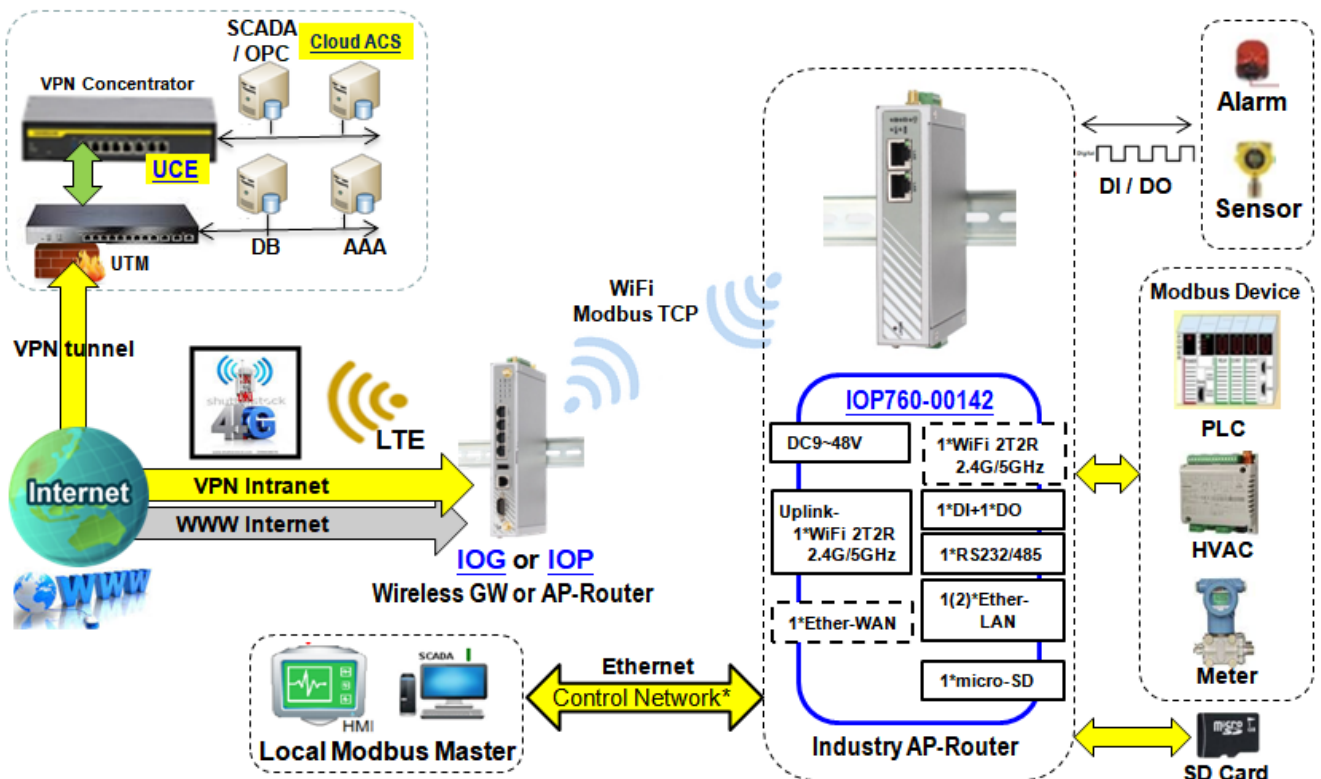 SCADA
/ OPC
Cloud ACS
VPN Concentrator
UCE
DB
AAA
UTM
VPN tunnel
4G
LTE
Internet
VPN Intranet
WWW Internet
WWW
IOG or IOP
Wireless GW or AP-Router
WiFi
Modbus TCP
SCADA
HMI
Local Modbus Master
Ethernet
Control Network*
IOP760-00142
DC9~48V
Uplink-
1*WiFi 2T2R
2.4G/5GHz
1*Ether-WAN
1*WiFi 2T2R
2.4G/5GHz
1*DI+1*DO
1*RS232/485
1(2)*Ether-
LAN
1*micro-SD
Industry AP-Router
Digital
DI / DO
Alarm
Sensor
Modbus Device
PLC
HVAC
Meter
micro
SD Card